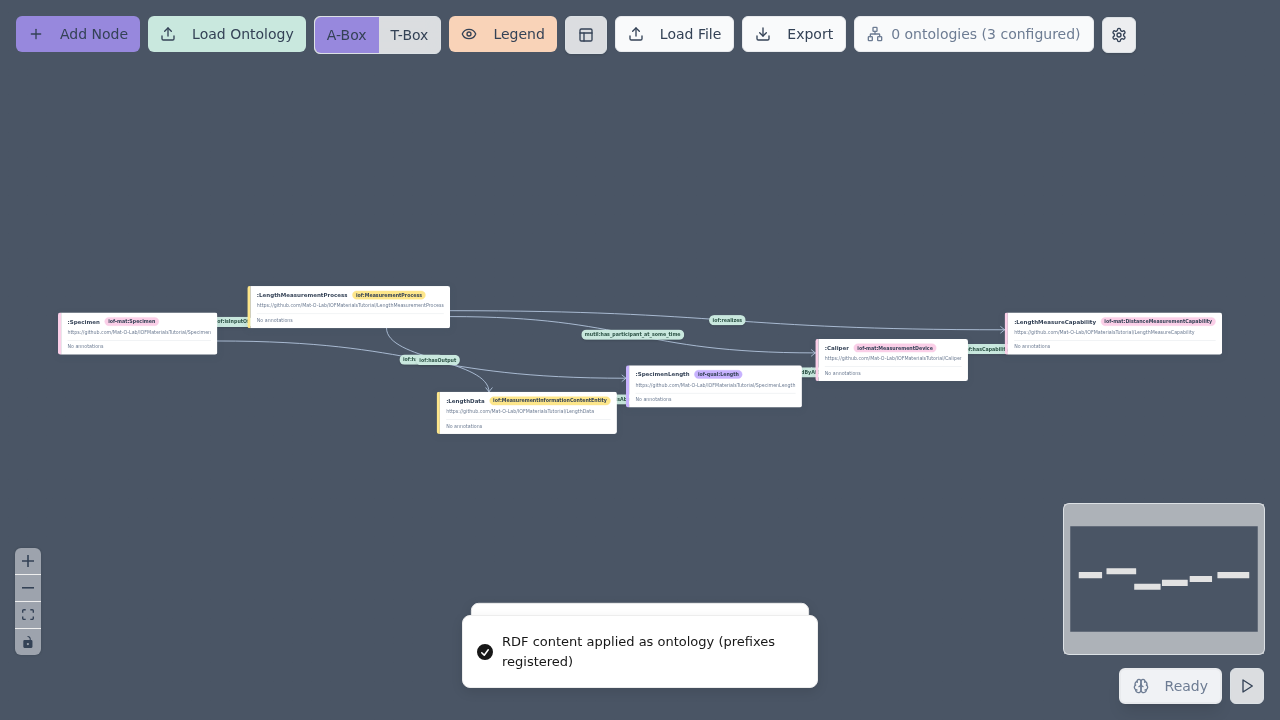 Add Node
Load Ontology
A-Box
T-Box
Legend
Load File
Export
0 ontologies (3 configured)
:LengthMeasurementProcess iof:MeasurementProcess
https://github.com/Mat-O-Lab/IOFMaterialsTutorial/LengthMeasurementProcess
No annotations
:Specimen iof-mat:Specimen
https://github.com/Mat-O-Lab/IOFMaterialsTutorial/Specimen
No annotations
iof:realizes
mutil:has_participant_at_some_time
:LengthMeasureCapability iof-mat:DistanceMeasurementCapability
https://github.com/Mat-O-Lab/IOFMaterialsTutorial/LengthMeasureCapability
No annotations
:Caliper iof-mat:MeasurementDevice
https://github.com/Mat-O-Lab/IOFMaterialsTutorial/Caliper
No annotations
iof:hasOutput
:SpecimenLength iof-qual:Length
https://github.com/Mat-O-Lab/IOFMaterialsTutorial/SpecimenLength
No annotations
:LengthData iof:MeasurementInformationContentEntity
https://github.com/Mat-O-Lab/IOFMaterialsTutorial/LengthData
No annotations
RDF content applied as ontology (prefixes
registered)
Ready